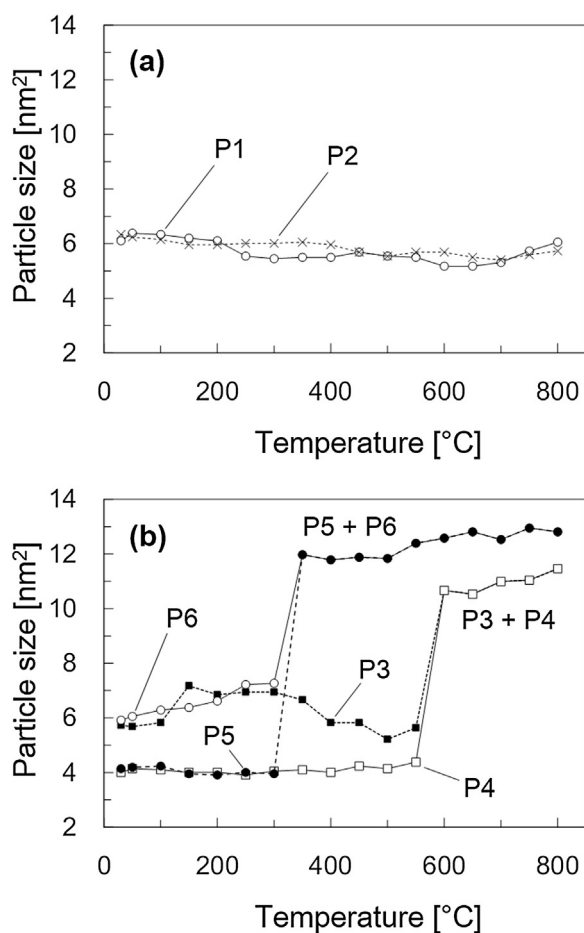 (a)
Particle size [nm²]
14
12
10
8
6
4
2
P1
P2
0 200 400 600 800
Temperature [°C]
(b)
Particle size [nm²]
14
12
10
8
6
4
2
P5 + P6
P6
P3 + P4
P3
P5
P4
0 200 400 600 800
Temperature [°C]